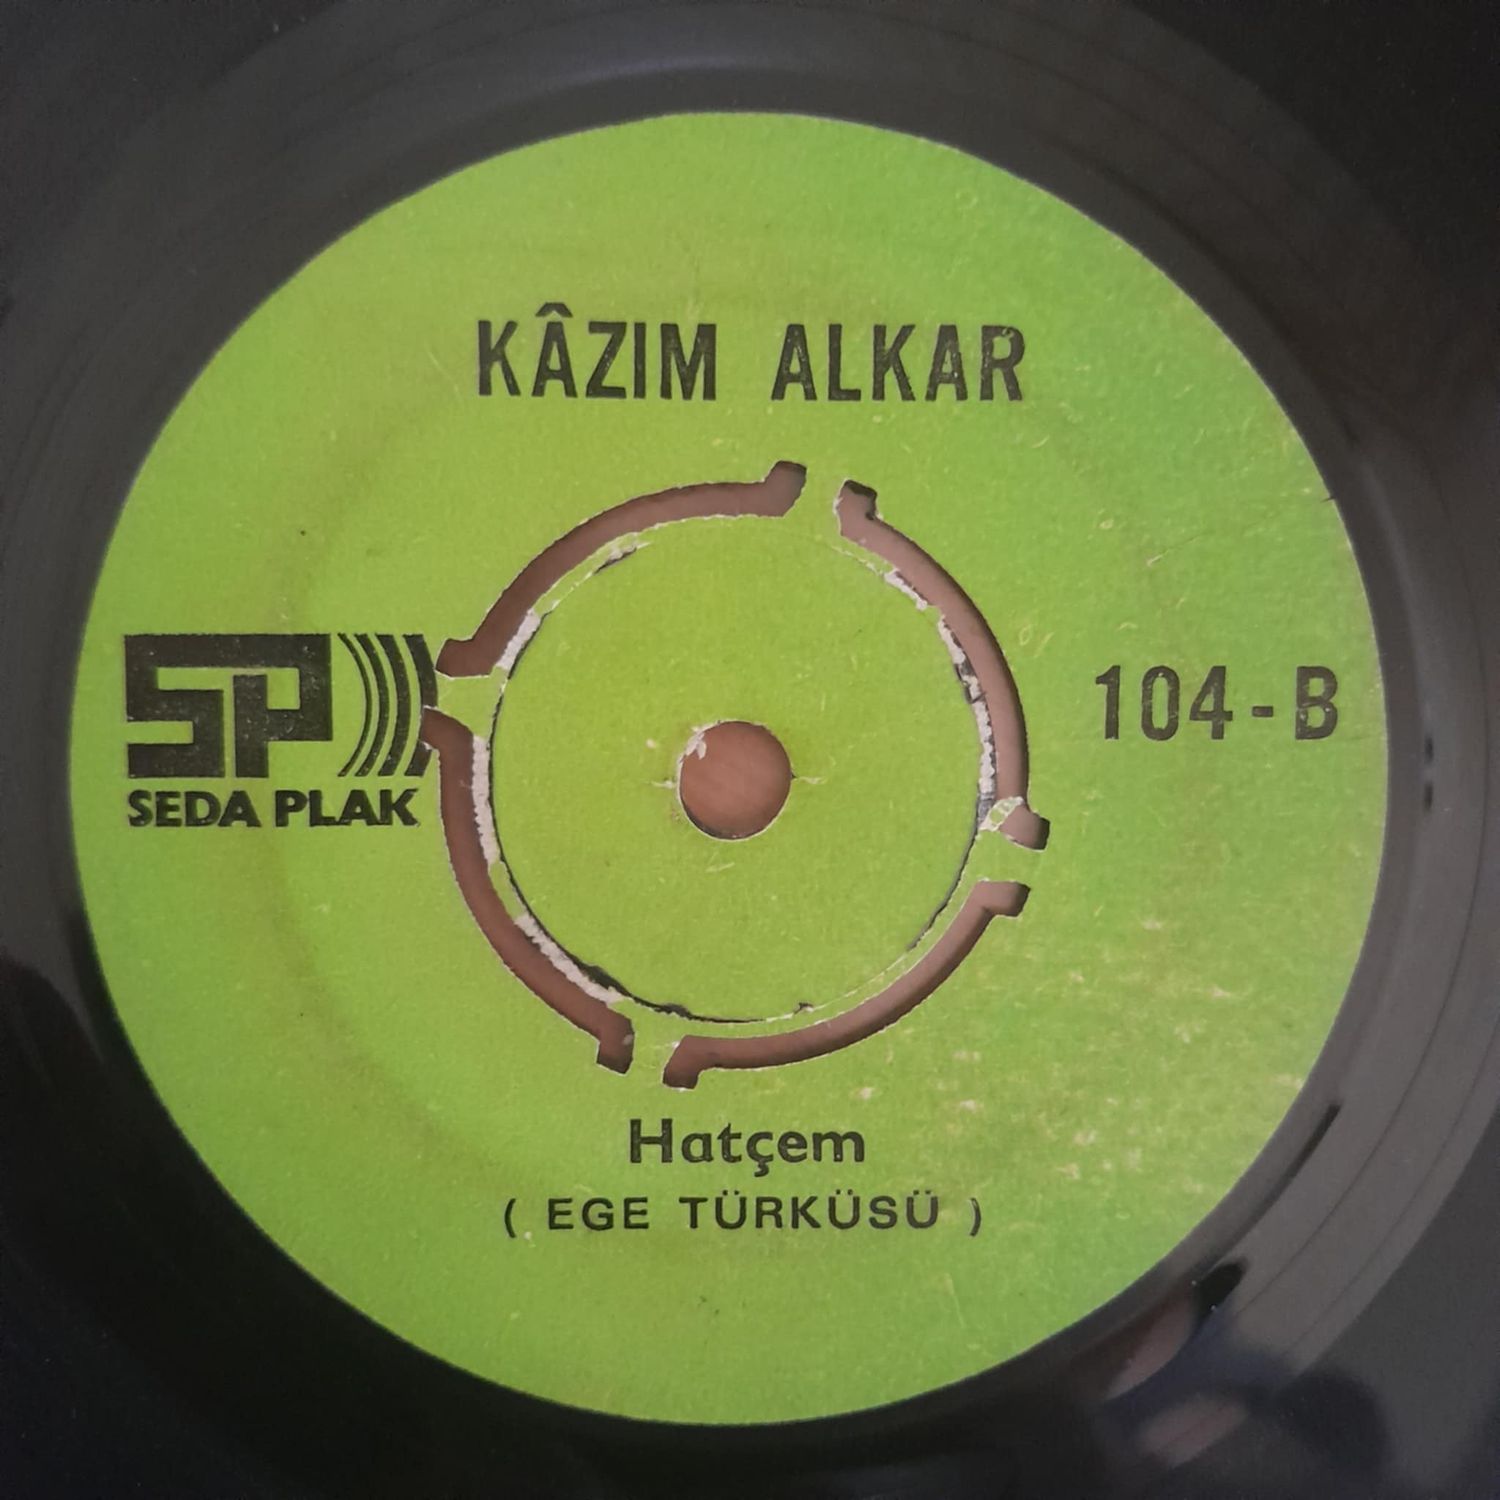 KÂZIM ALKAR
SP
SEDA PLAK
104-B
Hatçem
( EGE TÜRKÜSÜ )